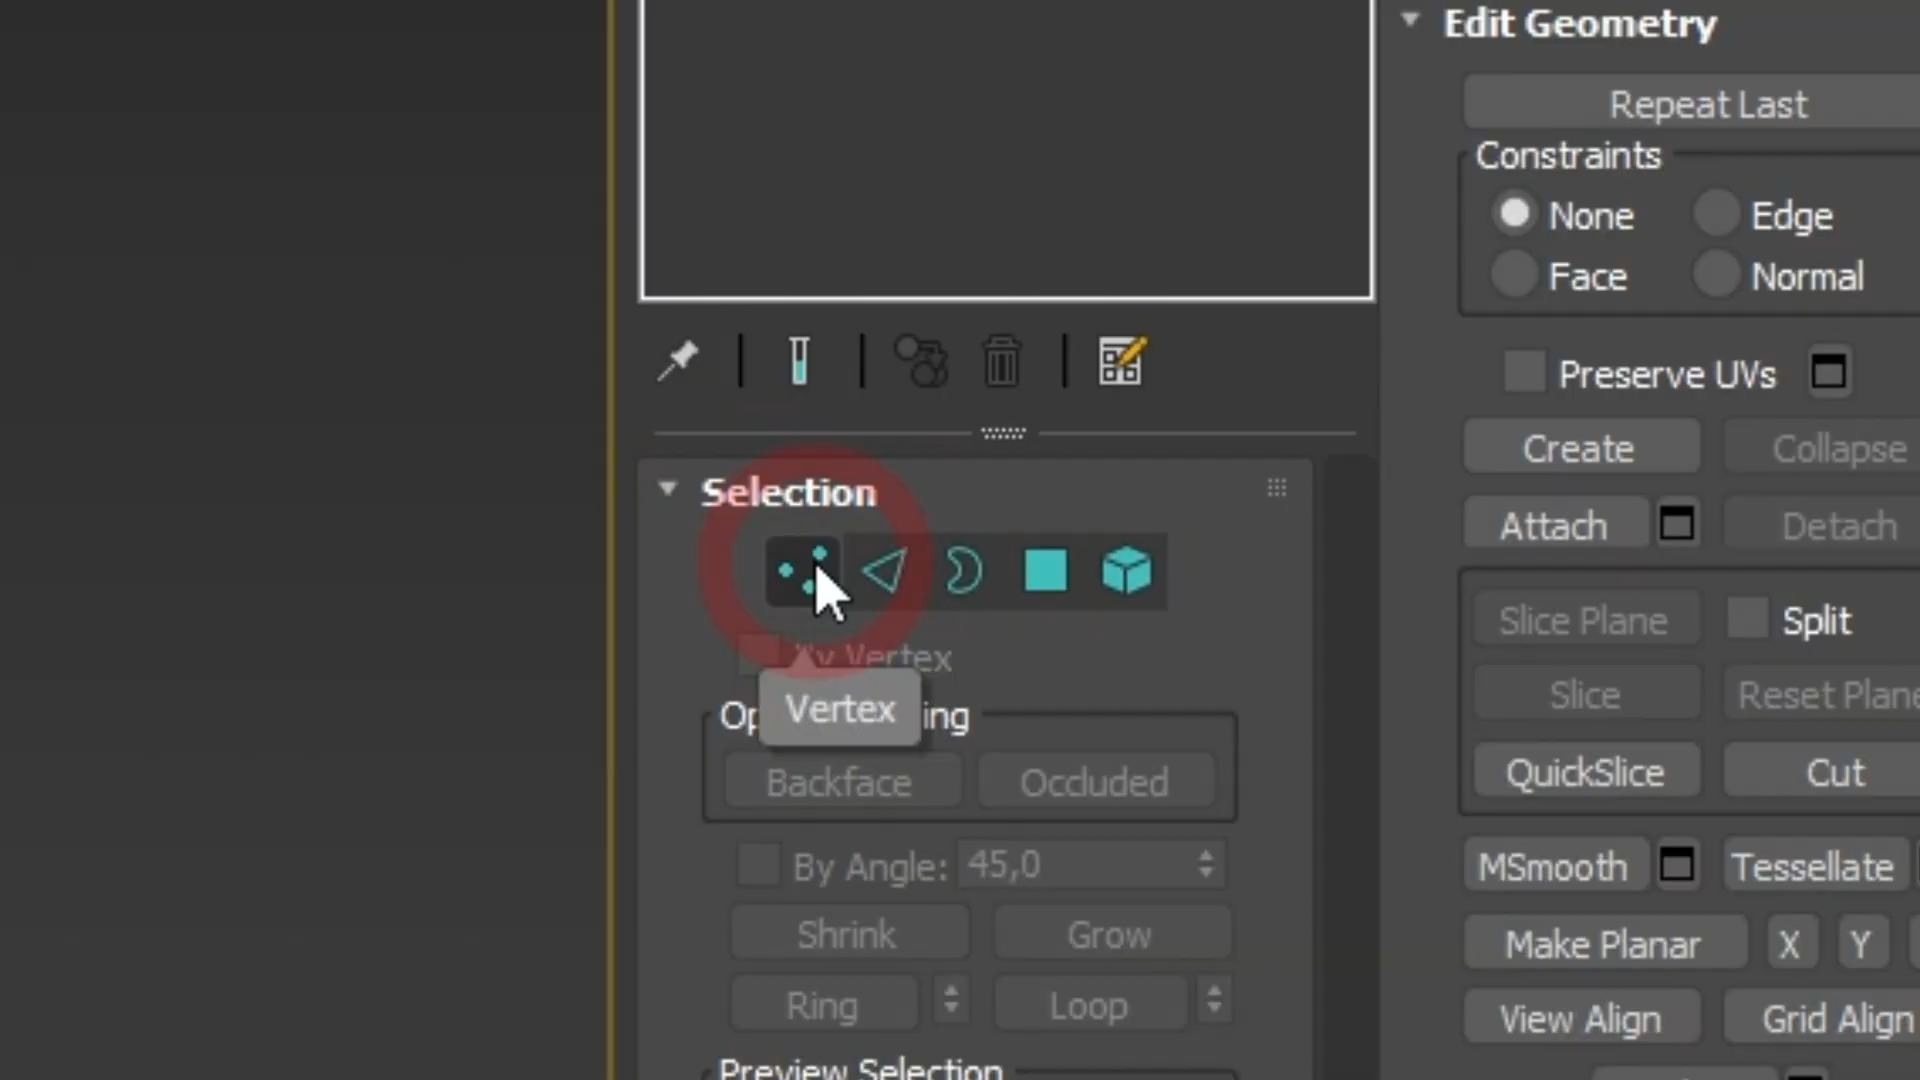 Selection
Vertex
Vertex
Backface
Occluded
By Angle: 45,0
Shrink
Grow
Ring
Loop
Preview Selection
Edit Geometry
Repeat Last
Constraints
None
Edge
Face
Normal
Preserve UVs
Create
Collapse
Attach
Detach
Slice Plane
Split
Slice
Reset Plane
QuickSlice
Cut
MSmooth
Tessellate
Make Planar
X
Y
View Align
Grid Align